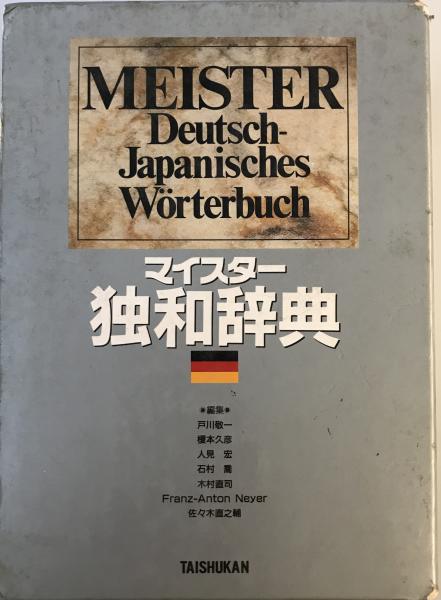 MEISTER
Deutsch-
Japanisches
Wörterbuch
マイスター
独和辞典
＊編集＊
戸川敬一
榎本久彦
人見 宏
石村 喬
木村直司
Franz-Anton Neyer
佐々木直之輔
TAISHUKAN